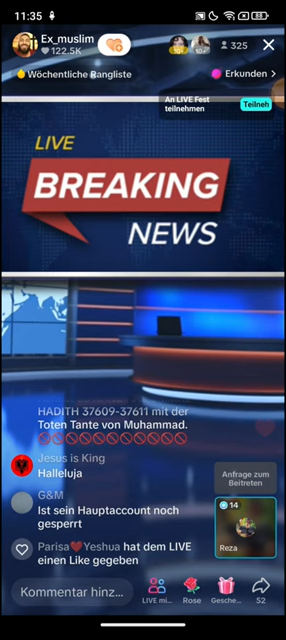 11:35
58
Ex_muslim
122.5K
325
Wöchentliche Rangliste
Erkunden >
An LIVE Fest
teilnehmen
Teilneh
LIVE
BREAKING
NEWS
HADITH 37609-37611 mit der
Toten Tante von Muhammad.
🚫🚫🚫🚫🚫🚫🚫🚫🚫🚫🚫
Jesus is King
Halleluja
G&M
Ist sein Hauptaccount noch
gesperrt
Parisa❤️Yeshua hat dem LIVE
einen Like gegeben
Anfrage zum
Beitreten
14
Reza
Kommentar hinz...
LIVE mi...
Rose
Gesche...
52